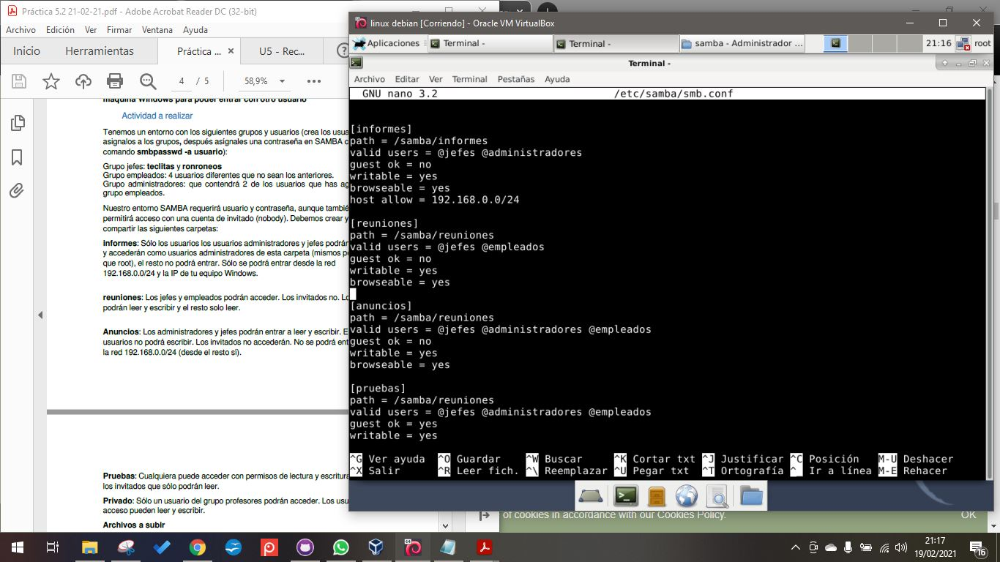 Práctica 5.2 21-02-21.pdf - Adobe Acrobat Reader DC (32-bit)
Archivo Edición Ver Firmar Ventana Ayuda
Inicio Herramientas Práctica ... × U5 - Rec...
4 / 5 58,9%
máquina Windows para poder entrar con otro usuario
Actividad a realizar
Tenemos un entorno con los siguientes grupos y usuarios (crea los usua
asígnalos a los grupos, después asígnales una contraseña en SAMBA c
comando smbpasswd -a usuario):
Grupo jefes: teclitas y ronroneos
Grupo empleados: 4 usuarios diferentes que no sean los anteriores.
Grupo administradores: que contendrá 2 de los usuarios que has ag
grupo empleados.
Nuestro entorno SAMBA requerirá usuario y contraseña, aunque tambié
permitirá acceso con una cuenta de invitado (nobody). Debemos crear y
compartir las siguientes carpetas:
informes: Sólo los usuarios los usuarios administradores y jefes podrán
y accederán como usuarios administradores de esta carpeta (mismos pe
que root), el resto no podrá entrar. Sólo se podrá entrar desde la red
192.168.0.0/24 y la IP de tu equipo Windows.
reuniones: Los jefes y empleados podrán acceder. Los invitados no. Lo
podrán leer y escribir y el resto solo leer.
Anuncios: Los administradores y jefes podrán entrar a leer y escribir. E
usuarios no podrá escribir. Los invitados no accederán. No se podrá ent
la red 192.168.0.0/24 (desde el resto sí).
Pruebas: Cualquiera puede acceder con permisos de lectura y escritura
los invitados que sólo podrán leer.
Privado: Sólo un usuario del grupo profesores podrán acceder. Los usu
acceso pueden leer y escribir.
Archivos a subir
linux debian [Corriendo] - Oracle VM VirtualBox
Aplicaciones Terminal - Terminal - samba - Administrador ... 21:16 root
Terminal -
Archivo Editar Ver Terminal Pestañas Ayuda
GNU nano 3.2 /etc/samba/smb.conf
[informes]
path = /samba/informes
valid users = @jefes @administradores
guest ok = no
writable = yes
browseable = yes
host allow = 192.168.0.0/24
[reuniones]
path = /samba/reuniones
valid users = @jefes @empleados
guest ok = no
writable = yes
browseable = yes
[anuncios]
path = /samba/reuniones
valid users = @jefes @administradores @empleados
guest ok = no
writable = yes
browseable = yes
[pruebas]
path = /samba/reuniones
valid users = @jefes @administradores @empleados
guest ok = yes
writable = yes
^G Ver ayuda ^O Guardar ^W Buscar ^K Cortar txt ^J Justificar ^C Posición M-U Deshacer
^X Salir ^R Leer fich. ^\ Reemplazar ^U Pegar txt ^T Ortografía ^_ Ir a línea M-E Rehacer
of cookies in accordance with our Cookies Policy. OK
21:17
19/02/2021
16